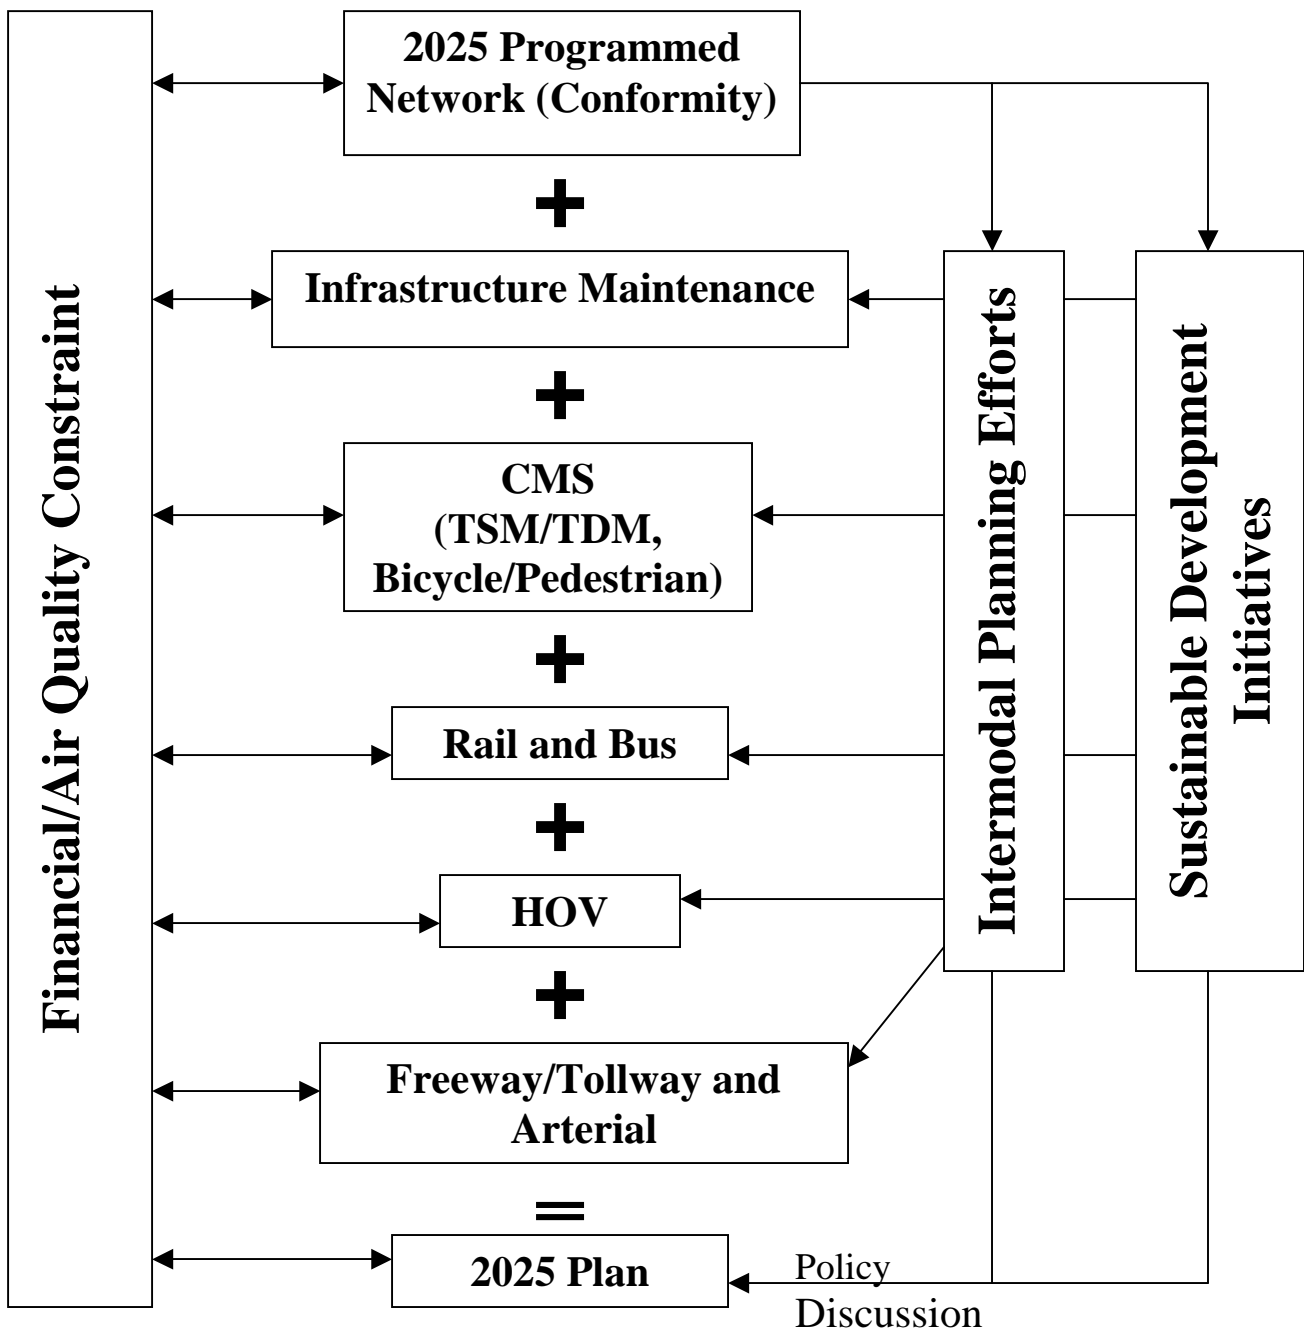 2025 Programmed
Network (Conformity)
+
Infrastructure Maintenance
+
CMS
(TSM/TDM,
Bicycle/Pedestrian)
+
Rail and Bus
+
HOV
+
Freeway/Tollway and
Arterial
=
2025 Plan
Financial/Air Quality Constraint
Intermodal Planning Efforts
Sustainable Development
Initiatives
Policy
Discussion